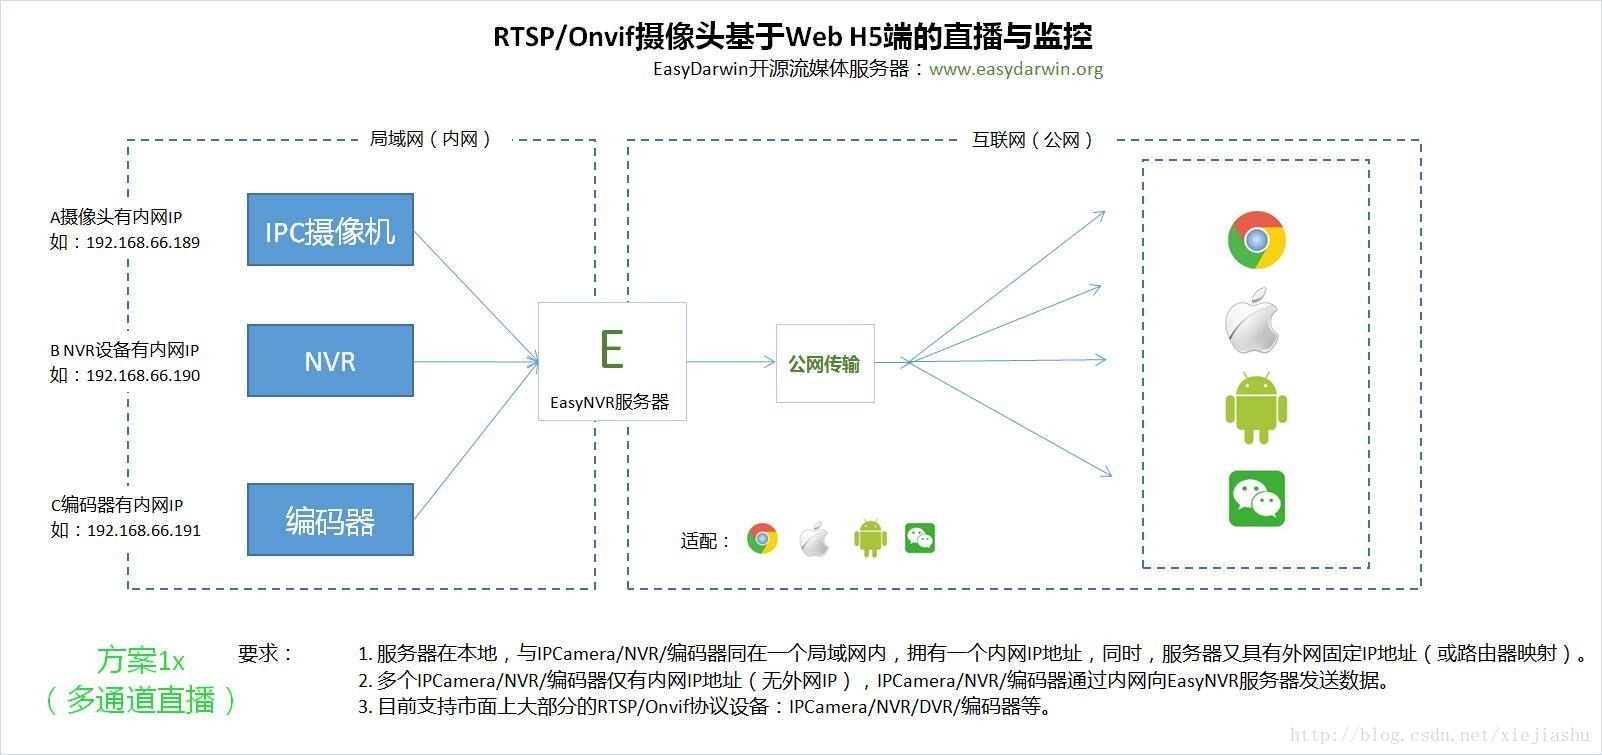 RTSP/Onvif摄像头基于Web H5端的直播与监控
EasyDarwin开源流媒体服务器：www.easydarwin.org
局域网（内网）
互联网（公网）
A摄像头有内网IP
如：192.168.66.189
IPC摄像机
B NVR设备有内网IP
如：192.168.66.190
NVR
E
EasyNVR服务器
公网传输
C编码器有内网IP
如：192.168.66.191
编码器
适配：
方案1x
（多通道直播）
要求：
1. 服务器在本地，与IPCamera/NVR/编码器同在一个局域网内，拥有一个内网IP地址，同时，服务器又具有外网固定IP地址（或路由器映射）。
2. 多个IPCamera/NVR/编码器仅有内网IP地址（无外网IP），IPCamera/NVR/编码器通过内网向EasyNVR服务器发送数据。
3. 目前支持市面上大部分的RTSP/Onvif协议设备：IPCamera/NVR/DVR/编码器等。
http://blog.csdn.net/xiejiashu